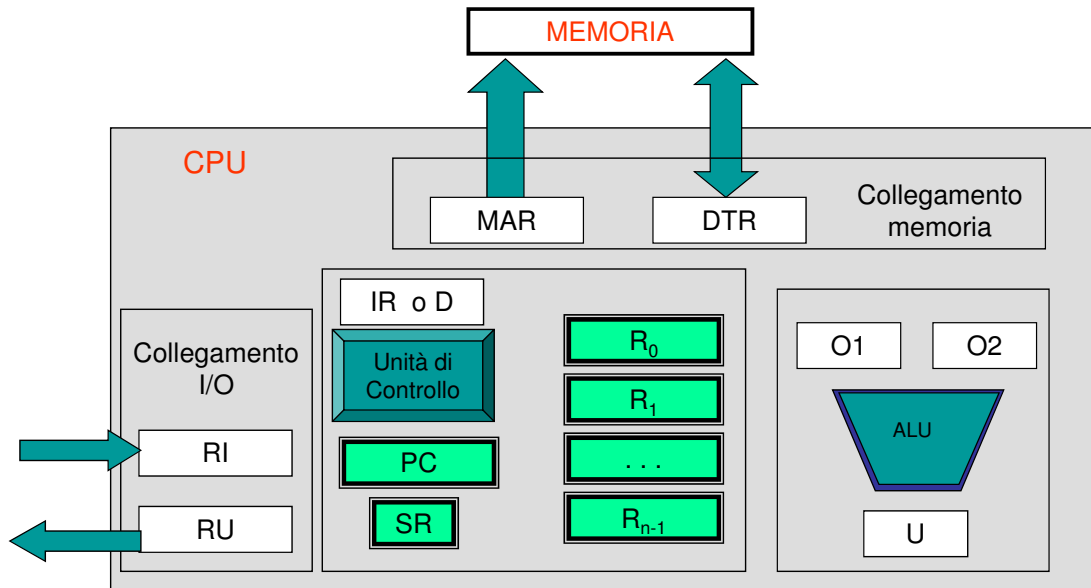 MEMORIA
CPU
MAR
DTR
Collegamento
memoria
Collegamento
I/O
RI
RU
IR o D
Unità di
Controllo
PC
SR
R0
R1
. . .
Rn-1
O1
O2
ALU
U